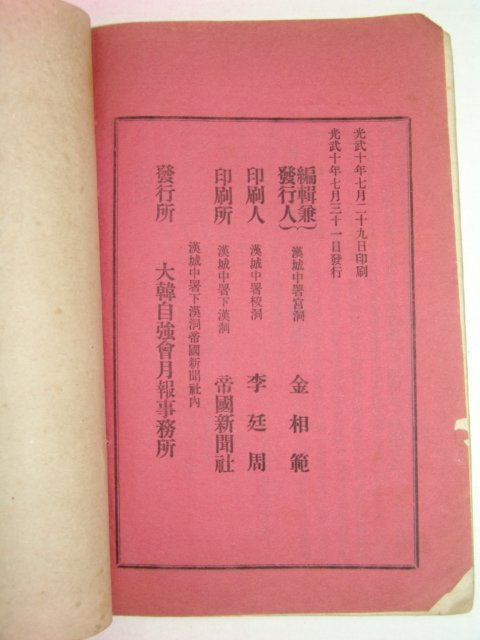 光武十年七月二十九日印刷
光武十年七月三十一日發行
編輯兼
發行人
漢城中署宮洞
金相範
印刷人
漢城中署校洞
李廷周
印刷所
漢城中署下漢洞
帝國新聞社
漢城中署下漢洞帝國新聞社內
發行所
大韓自強會月報事務所